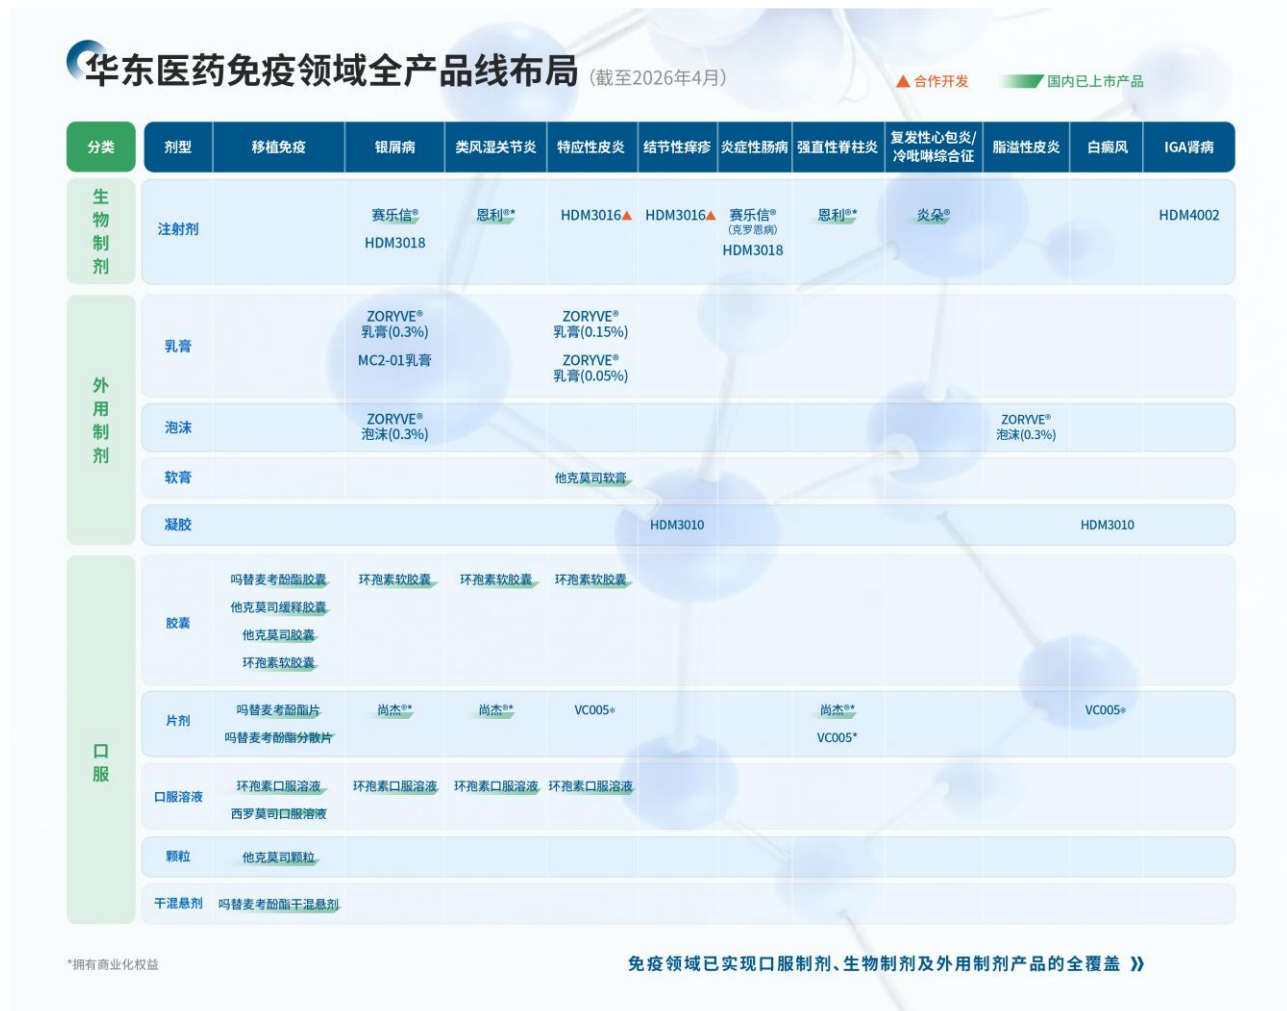 华东医药免疫领域全产品线布局(截至2026年4月)
▲合作开发 国内已上市产品
分类 剂型 移植免疫 银屑病 类风湿关节炎 特应性皮炎 结节性痒疹 炎症性肠病 强直性脊柱炎 复发性心包炎/ 脂溢性皮炎 白癜风 IGA肾病
冷吡啉综合征
生物制剂
注射剂 赛乐信® 恩利®* HDM3016▲ HDM3016▲ 赛乐信® 恩利®* 炎朵® HDM4002
(克罗恩病)
HDM3018 HDM3018
外用制剂
乳膏 ZORYVE® ZORYVE®
乳膏(0.3%) 乳膏(0.15%)
MC2-01乳膏 ZORYVE®
乳膏(0.05%)
泡沫 ZORYVE® ZORYVE®
泡沫(0.3%) 泡沫(0.3%)
软膏 他克莫司软膏
凝胶 HDM3010 HDM3010
口服
胶囊 吗替麦考酚酯胶囊 环孢素软胶囊 环孢素软胶囊 环孢素软胶囊
他克莫司缓释胶囊
他克莫司胶囊
环孢素软胶囊
片剂 吗替麦考酚酯片 尚杰®* 尚杰®* VC005* 尚杰®* VC005*
吗替麦考酚酯分散片 VC005*
口服溶液 环孢素口服溶液 环孢素口服溶液 环孢素口服溶液 环孢素口服溶液
西罗莫司口服溶液
颗粒 他克莫司颗粒
干混悬剂 吗替麦考酚酯干混悬剂
*拥有商业化权益
免疫领域已实现口服制剂、生物制剂及外用制剂产品的全覆盖 》